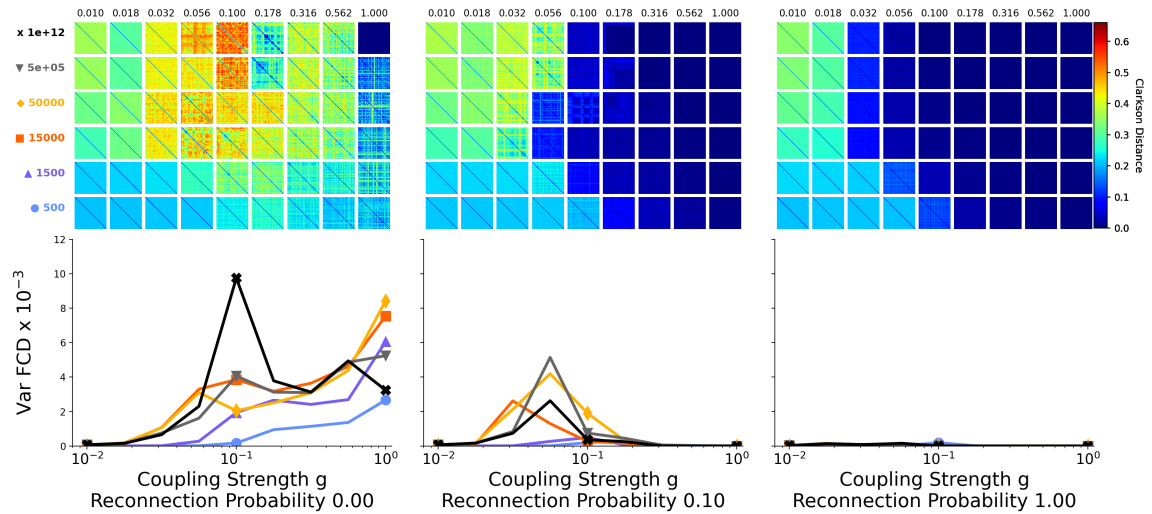 0.010 0.018 0.032 0.056 0.100 0.178 0.316 0.562 1.000
0.010 0.018 0.032 0.056 0.100 0.178 0.316 0.562 1.000
0.010 0.018 0.032 0.056 0.100 0.178 0.316 0.562 1.000
x 1e+12
▼ 5e+05
◆ 50000
■ 15000
▲ 1500
● 500
0.6
0.5
0.4
0.3
0.2
0.1
0.0
Clarkson Distance
12
10
8
6
4
2
0
Var FCD x 10⁻³
10⁻² 10⁻¹ 10⁰
Coupling Strength g
Reconnection Probability 0.00
10⁻² 10⁻¹ 10⁰
Coupling Strength g
Reconnection Probability 0.10
10⁻² 10⁻¹ 10⁰
Coupling Strength g
Reconnection Probability 1.00